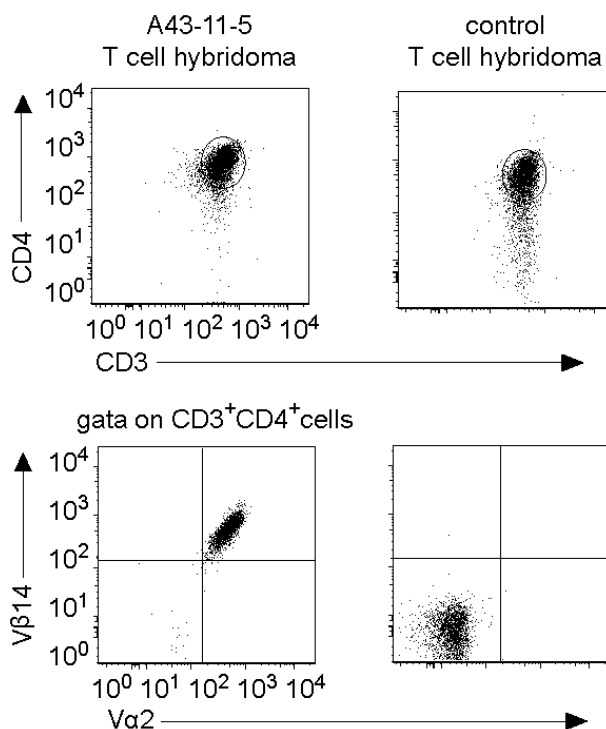 A43-11-5
T cell hybridoma
control
T cell hybridoma
10⁴
10³
10²
10¹
10⁰
CD4
10⁰ 10¹ 10² 10³ 10⁴
CD3
gata on CD3⁺CD4⁺cells
10⁴
10³
10²
10¹
10⁰
Vβ14
10⁰ 10¹ 10² 10³ 10⁴
Vα2